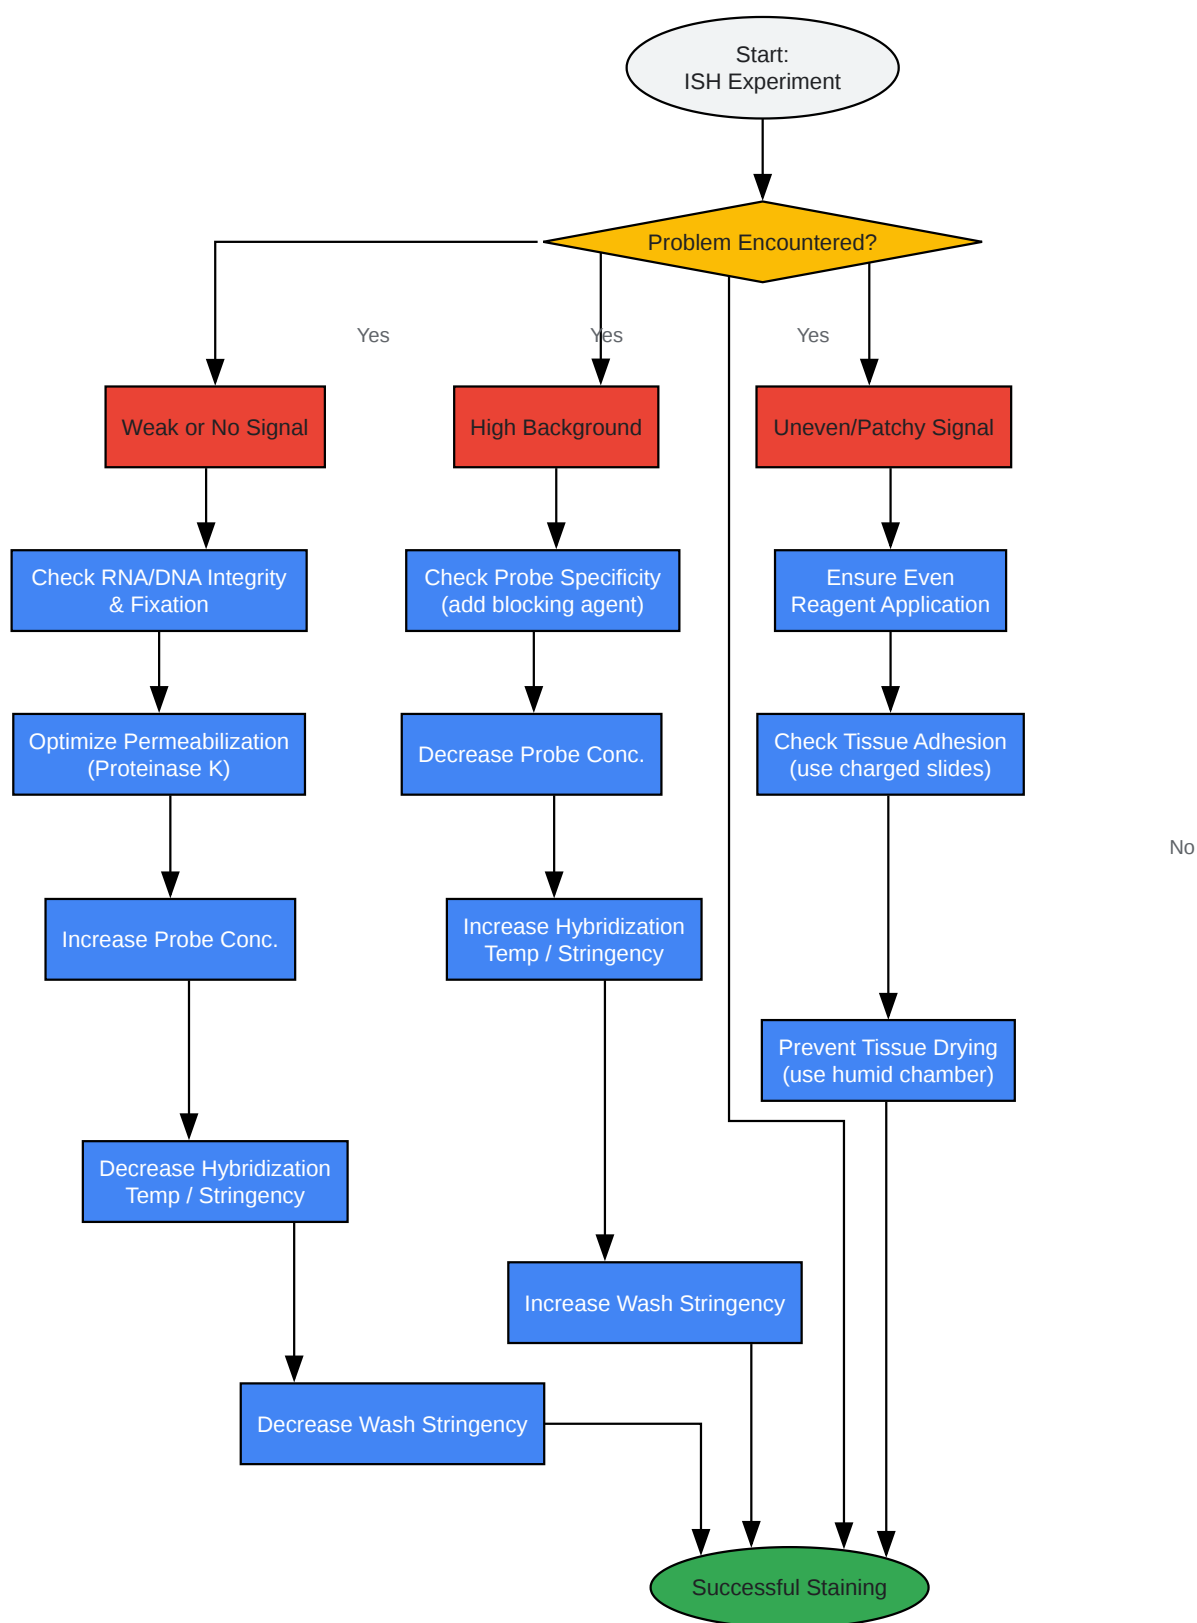 Start:
ISH Experiment
Problem Encountered?
Yes
Yes
Yes
Weak or No Signal
High Background
Uneven/Patchy Signal
Check RNA/DNA Integrity
& Fixation
Check Probe Specificity
(add blocking agent)
Ensure Even
Reagent Application
Optimize Permeabilization
(Proteinase K)
Decrease Probe Conc.
Check Tissue Adhesion
(use charged slides)
No
Increase Probe Conc.
Increase Hybridization
Temp / Stringency
Prevent Tissue Drying
(use humid chamber)
Decrease Hybridization
Temp / Stringency
Increase Wash Stringency
Decrease Wash Stringency
Successful Staining